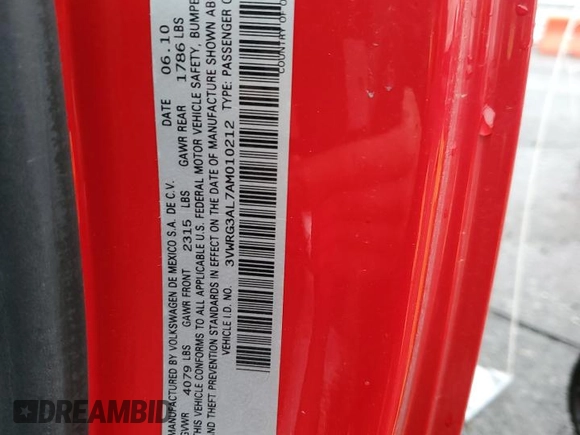 MANUFACTURED BY VOLKSWAGEN DE MEXICO S.A. DE C.V. DATE 06.10
GVWR 4079 LBS GAWR FRONT 2315 LBS GAWR REAR 1786 LBS
THIS VEHICLE CONFORMS TO ALL APPLICABLE U.S. FEDERAL MOTOR VEHICLE SAFETY, BUMPE
THEFT PREVENTION STANDARDS IN EFFECT ON THE DATE OF MANUFACTURE SHOWN AB
VEHICLE I.D. NO. 3VWRG3AL7AM010212 TYPE: PASSENGER
COUNTRY OF O
DREAMBID